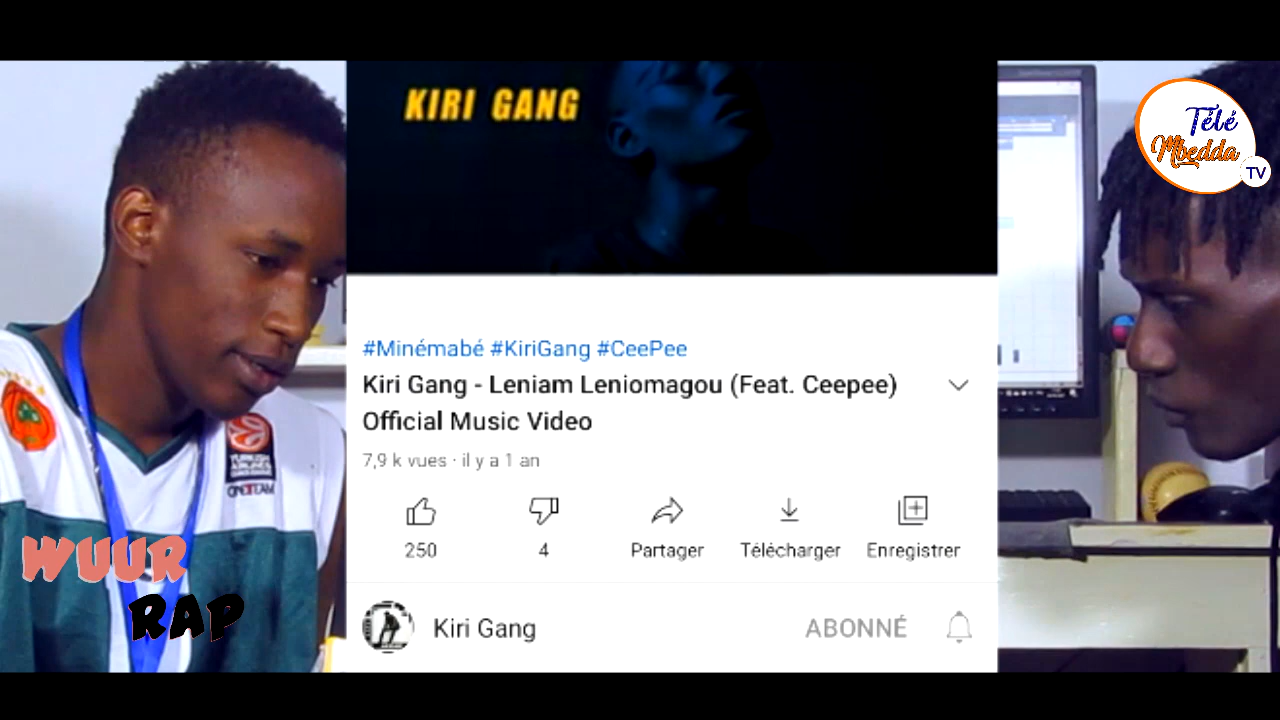 KIRI GANG
Télé
Mbedda
TV
#Minémabé #KiriGang #CeePee
Kiri Gang - Leniam Leniomagou (Feat. Ceepee)
Official Music Video
7,9 k vues · il y a 1 an
250
4
Partager
Télécharger
Enregistrer
Kiri Gang
ABONNÉ
WUUR
RAP